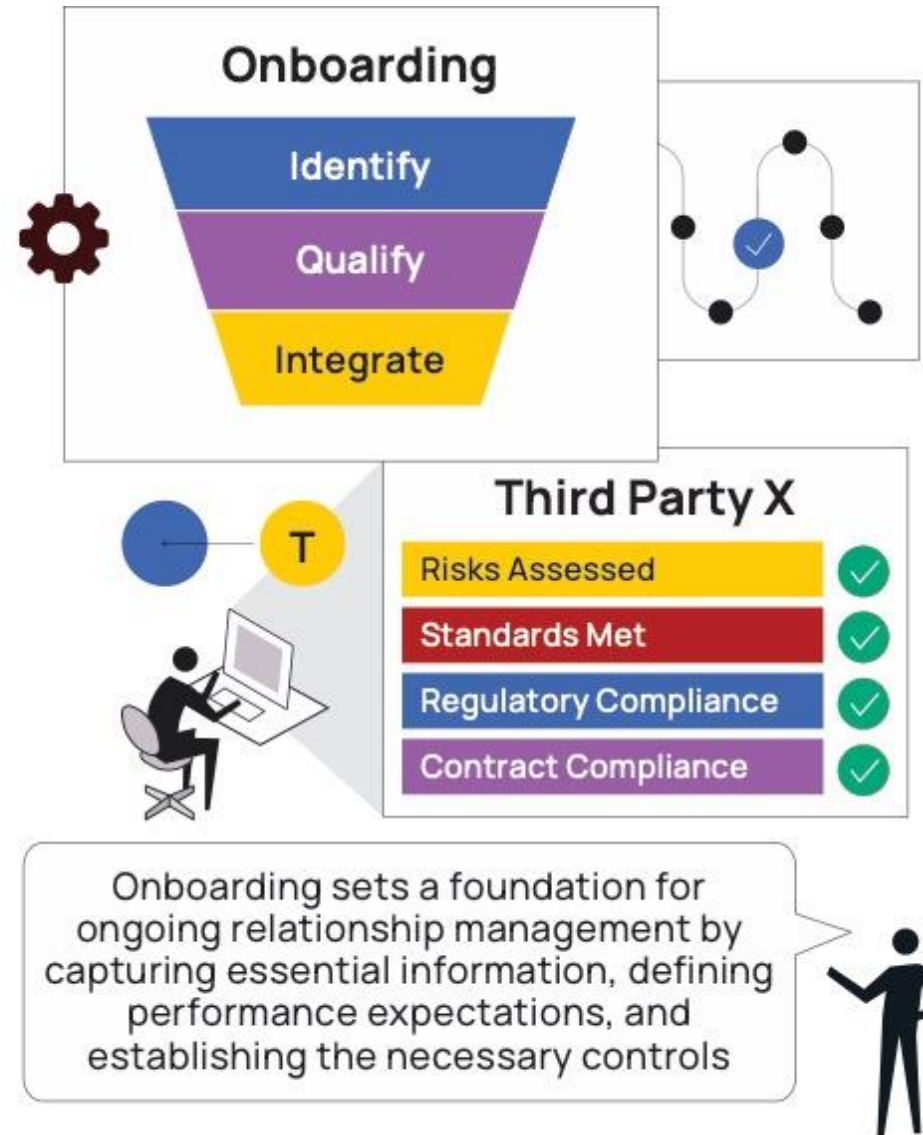 Onboarding
Identify
Qualify
Integrate
T
Third Party X
Risks Assessed
Standards Met
Regulatory Compliance
Contract Compliance
Onboarding sets a foundation for
ongoing relationship management by
capturing essential information, defining
performance expectations, and
establishing the necessary controls